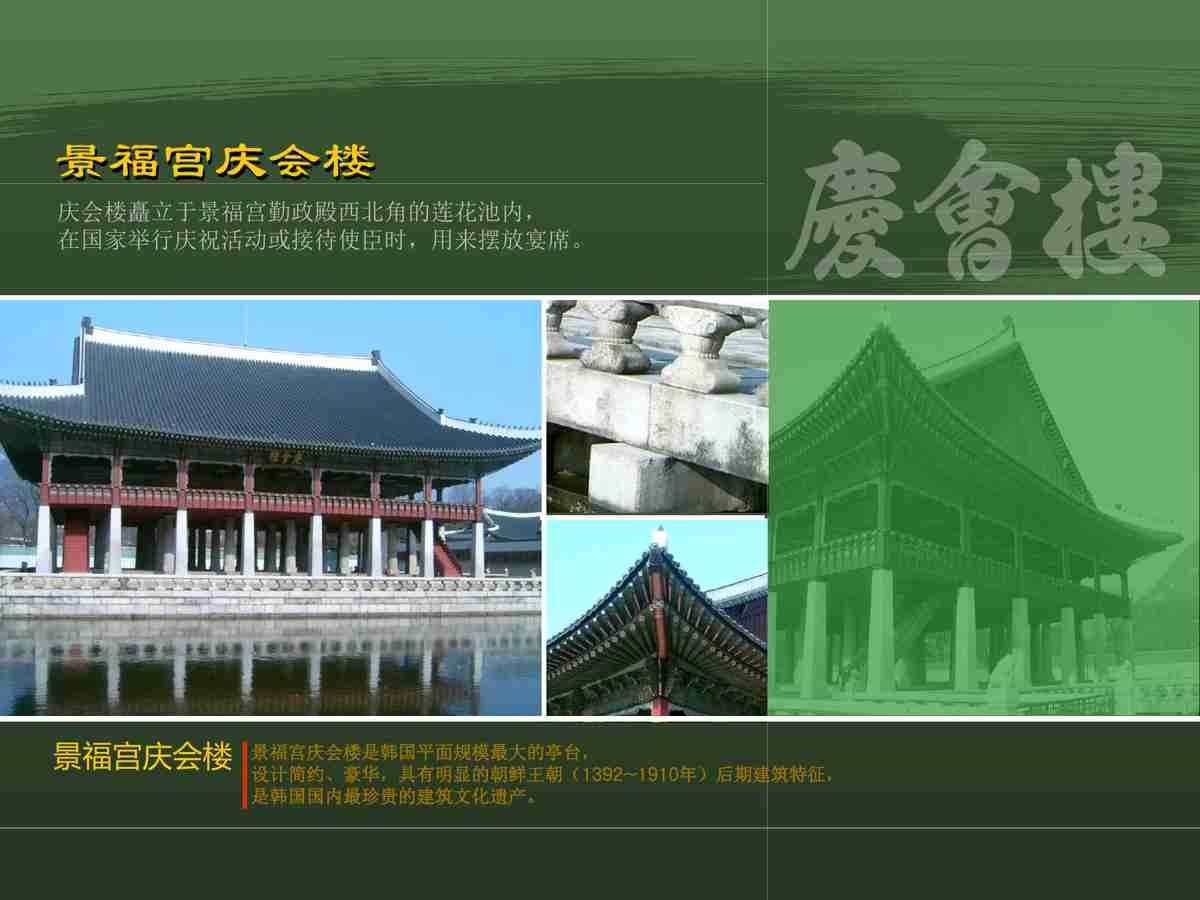 景福宫庆会楼
庆会楼矗立于景福宫勤政殿西北角的莲花池内，
在国家举行庆祝活动或接待使臣时，用来摆放宴席。
慶會樓
景福宫庆会楼
景福宫庆会楼是韩国平面规模最大的亭台，
设计简约、豪华，具有明显的朝鲜王朝（1392~1910年）后期建筑特征，
是韩国国内最珍贵的建筑文化遗产。